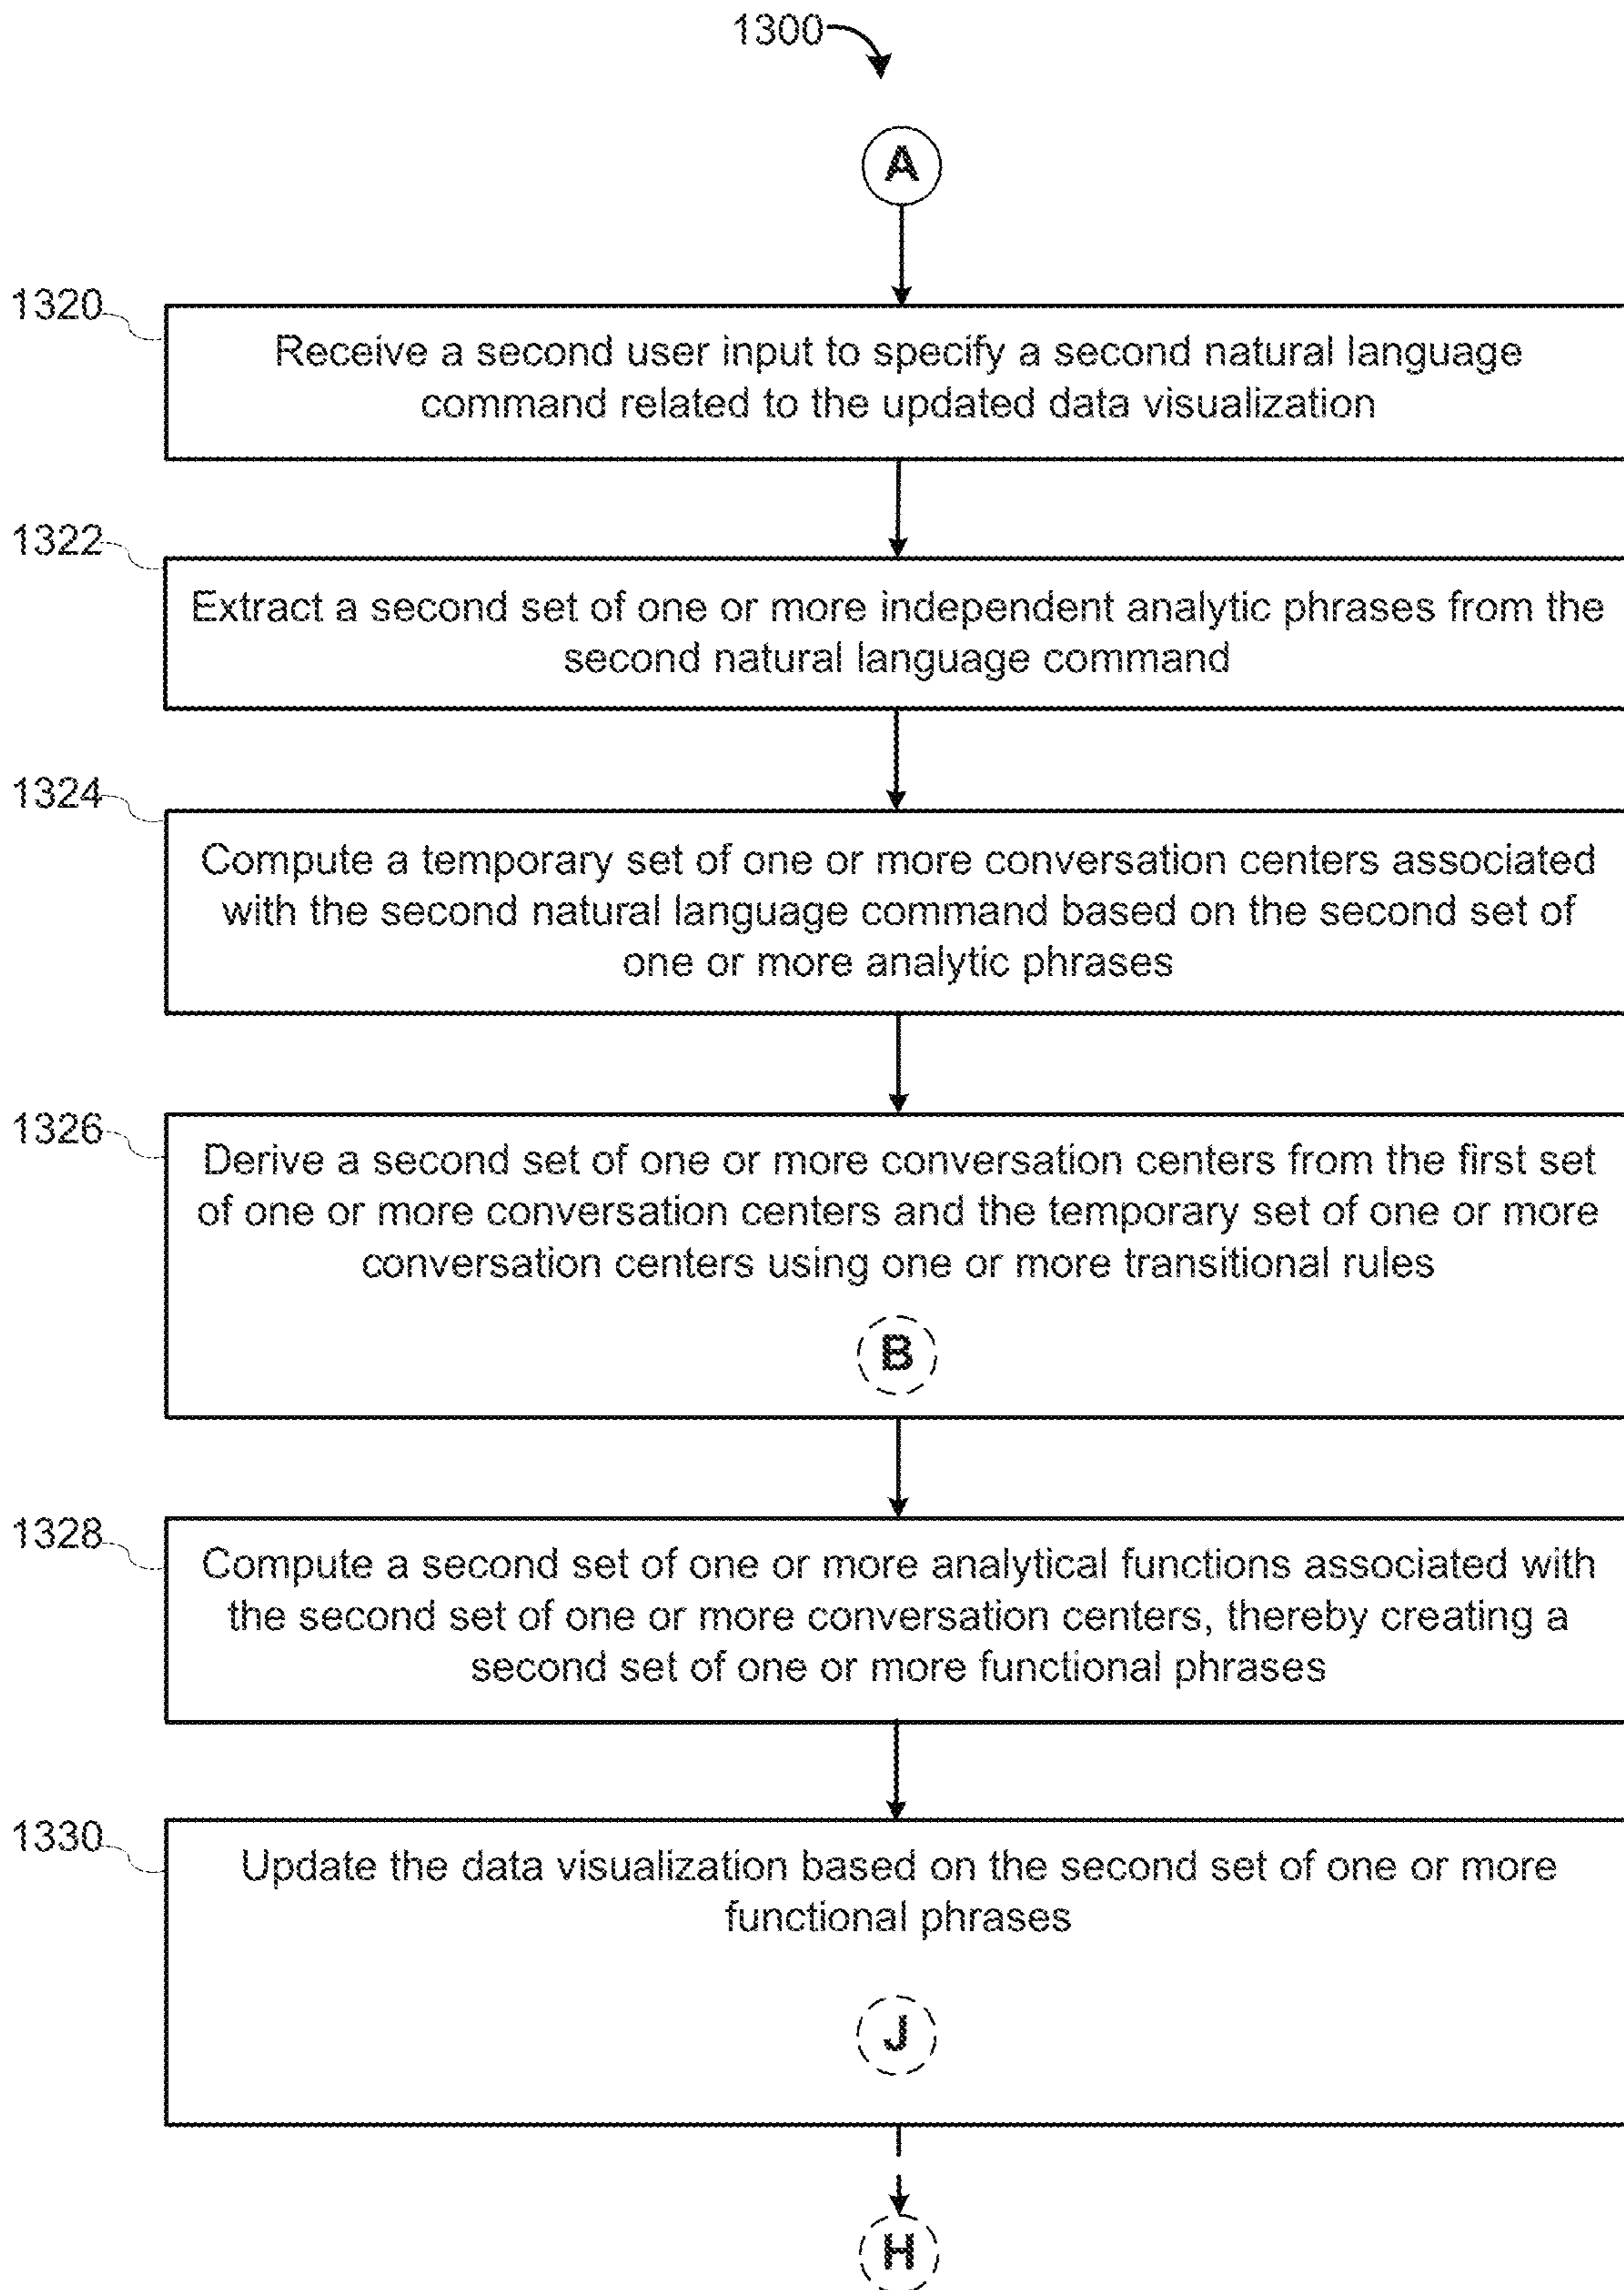 1300
A
1320
Receive a second user input to specify a second natural language
command related to the updated data visualization
1322
Extract a second set of one or more independent analytic phrases from the
second natural language command
1324
Compute a temporary set of one or more conversation centers associated
with the second natural language command based on the second set of
one or more analytic phrases
1326
Derive a second set of one or more conversation centers from the first set
of one or more conversation centers and the temporary set of one or more
conversation centers using one or more transitional rules
B
1328
Compute a second set of one or more analytical functions associated with
the second set of one or more conversation centers, thereby creating a
second set of one or more functional phrases
1330
Update the data visualization based on the second set of one or more
functional phrases
J
H